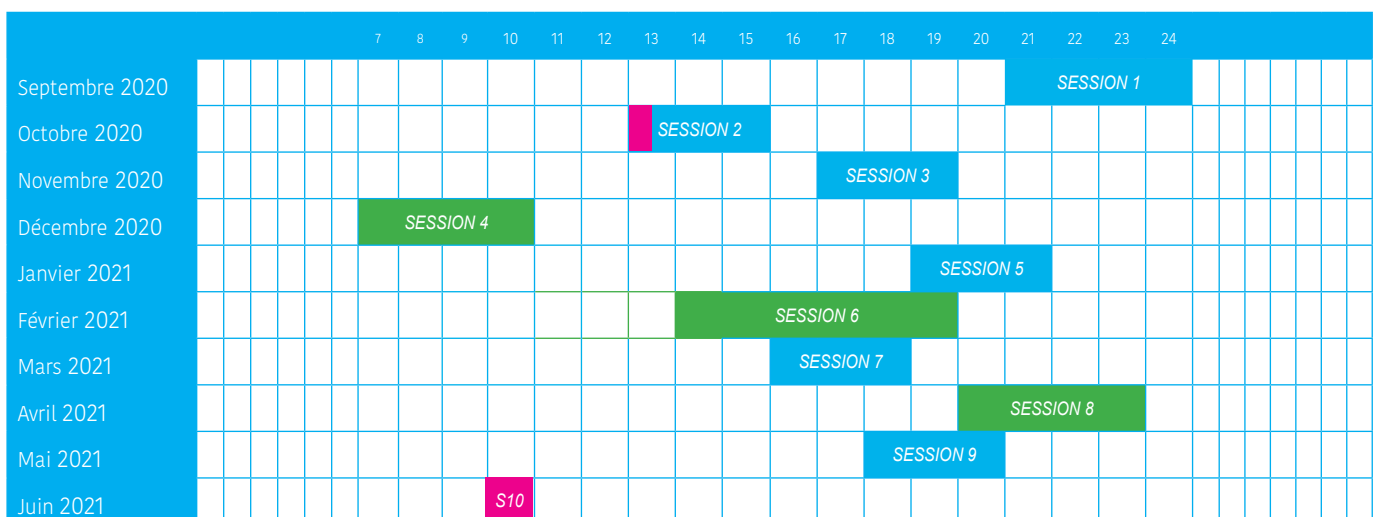 7 8 9 10 11 12 13 14 15 16 17 18 19 20 21 22 23 24
Septembre 2020 SESSION 1
Octobre 2020 SESSION 2
Novembre 2020 SESSION 3
Décembre 2020 SESSION 4
Janvier 2021 SESSION 5
Février 2021 SESSION 6
Mars 2021 SESSION 7
Avril 2021 SESSION 8
Mai 2021 SESSION 9
Juin 2021 S10